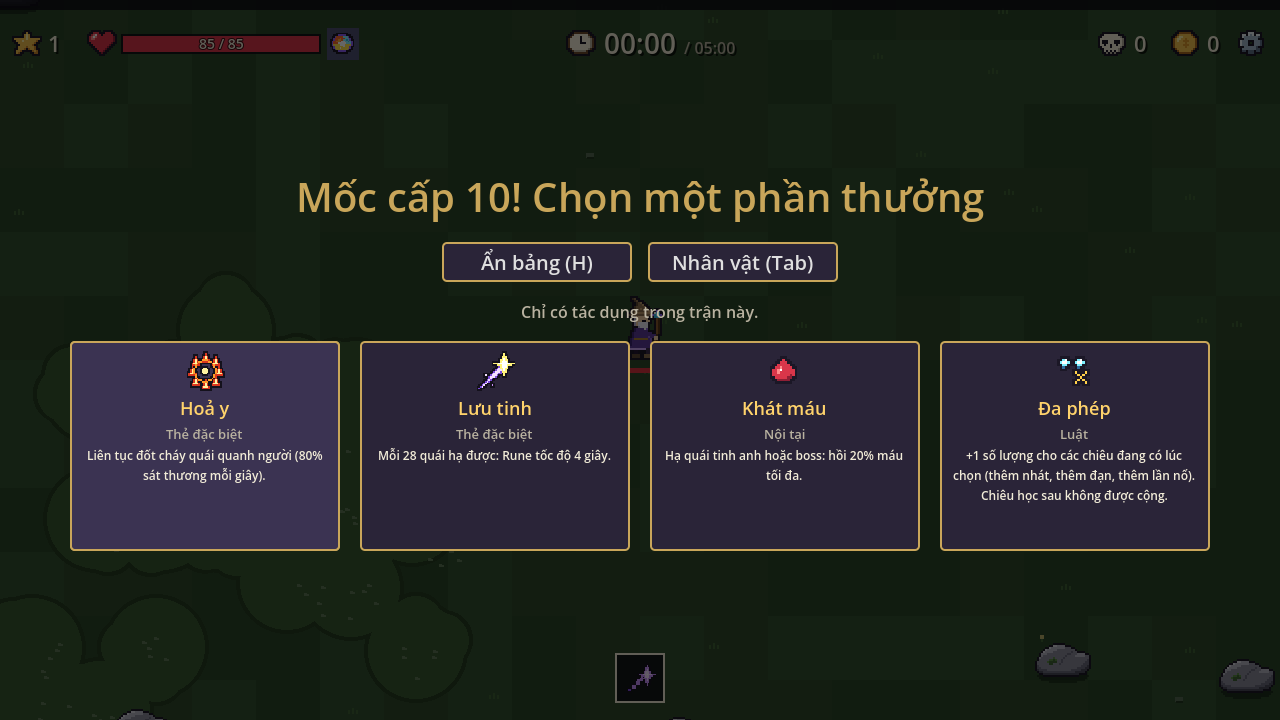 1
85 / 85
00:00 / 05:00
0
0
Mốc cấp 10! Chọn một phần thưởng
Ẩn bảng (H)
Nhân vật (Tab)
Chỉ có tác dụng trong trận này.
Hoả y
Thẻ đặc biệt
Liên tục đốt cháy quái quanh người (80%
sát thương mỗi giây).
Lưu tinh
Thẻ đặc biệt
Mỗi 28 quái hạ được: Rune tốc độ 4 giây.
Khát máu
Nội tại
Hạ quái tinh anh hoặc boss: hồi 20% máu
tối đa.
Đa phép
Luật
+1 số lượng cho các chiêu đang có lúc
chọn (thêm nhát, thêm đạn, thêm lần nổ).
Chiêu học sau không được cộng.